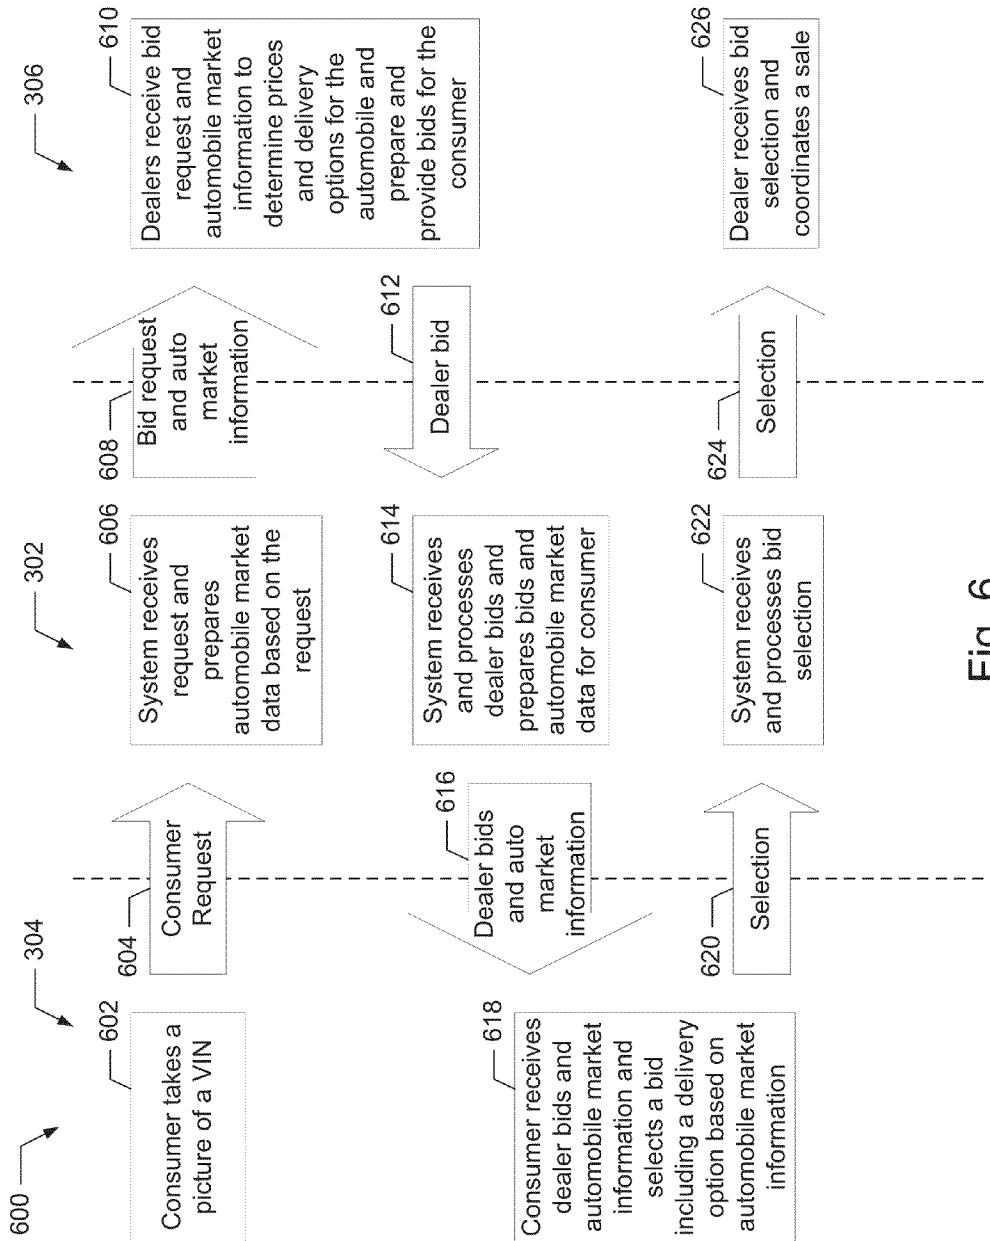 600
304
302
306
602
Consumer takes a
picture of a VIN
604
Consumer
Request
606
System receives
request and
prepares
automobile market
data based on the
request
608
Bid request
and auto
market
information
610
Dealers receive bid
request and
automobile market
information to
determine prices
and delivery
options for the
automobile and
prepare and
provide bids for the
consumer
612
Dealer bid
614
System receives
and processes
dealer bids and
prepares bids and
automobile market
data for consumer
616
Dealer bids
and auto
market
information
618
Consumer receives
dealer bids and
automobile market
information and
selects a bid
including a delivery
option based on
automobile market
information
620
Selection
622
System receives
and processes bid
selection
624
Selection
626
Dealer receives bid
selection and
coordinates a sale
Fig. 6